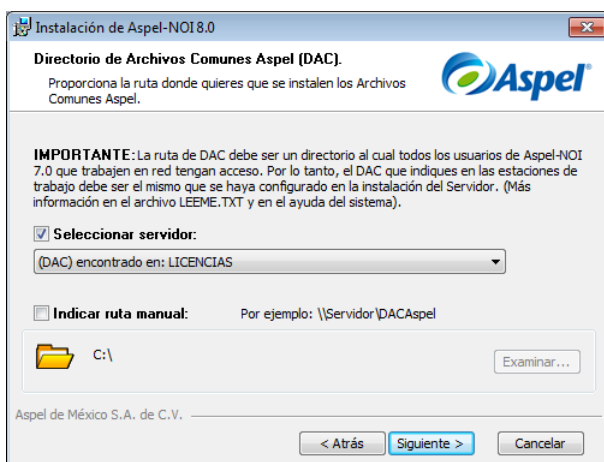 Instalación de Aspel-NOI 8.0
Directorio de Archivos Comunes Aspel (DAC).
Proporciona la ruta donde quieres que se instalen los Archivos
Comunes Aspel.
Aspel
IMPORTANTE: La ruta de DAC debe ser un directorio al cual todos los usuarios de Aspel-NOI
7.0 que trabajen en red tengan acceso. Por lo tanto, el DAC que indiques en las estaciones de
trabajo debe ser el mismo que se haya configurado en la instalación del Servidor. (Más
información en el archivo LEEME.TXT y en el ayuda del sistema).
Seleccionar servidor:
(DAC) encontrado en: LICENCIAS
Indicar ruta manual: Por ejemplo: \\Servidor\DACAspel
C:\
Examinar...
Aspel de México S.A. de C.V.
< Atrás Siguiente > Cancelar